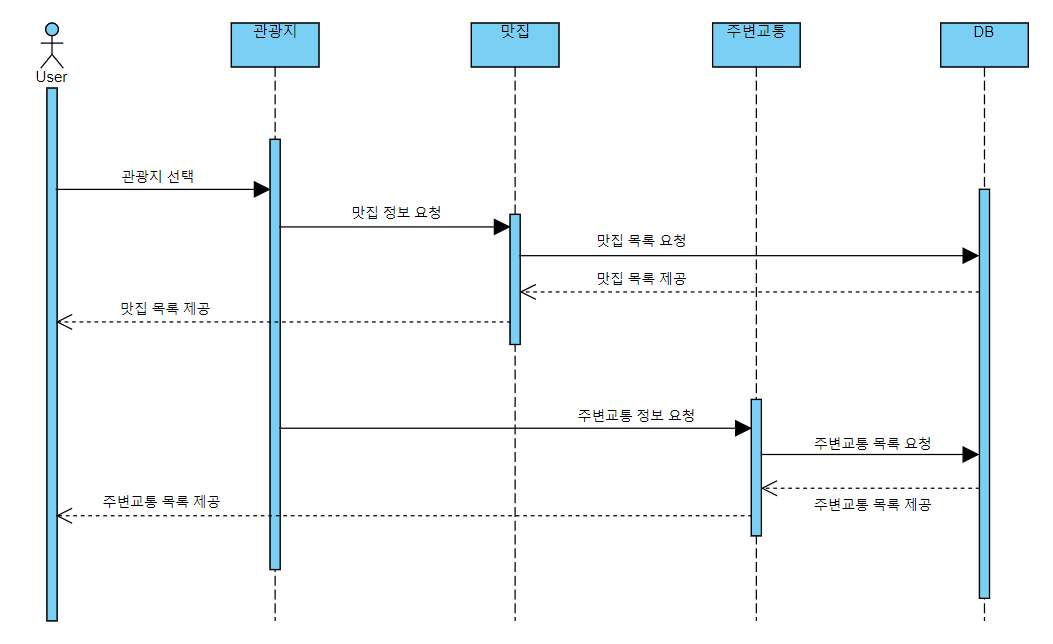 User
관광지
맛집
주변교통
DB
관광지 선택
맛집 정보 요청
맛집 목록 요청
맛집 목록 제공
맛집 목록 제공
주변교통 정보 요청
주변교통 목록 요청
주변교통 목록 제공
주변교통 목록 제공